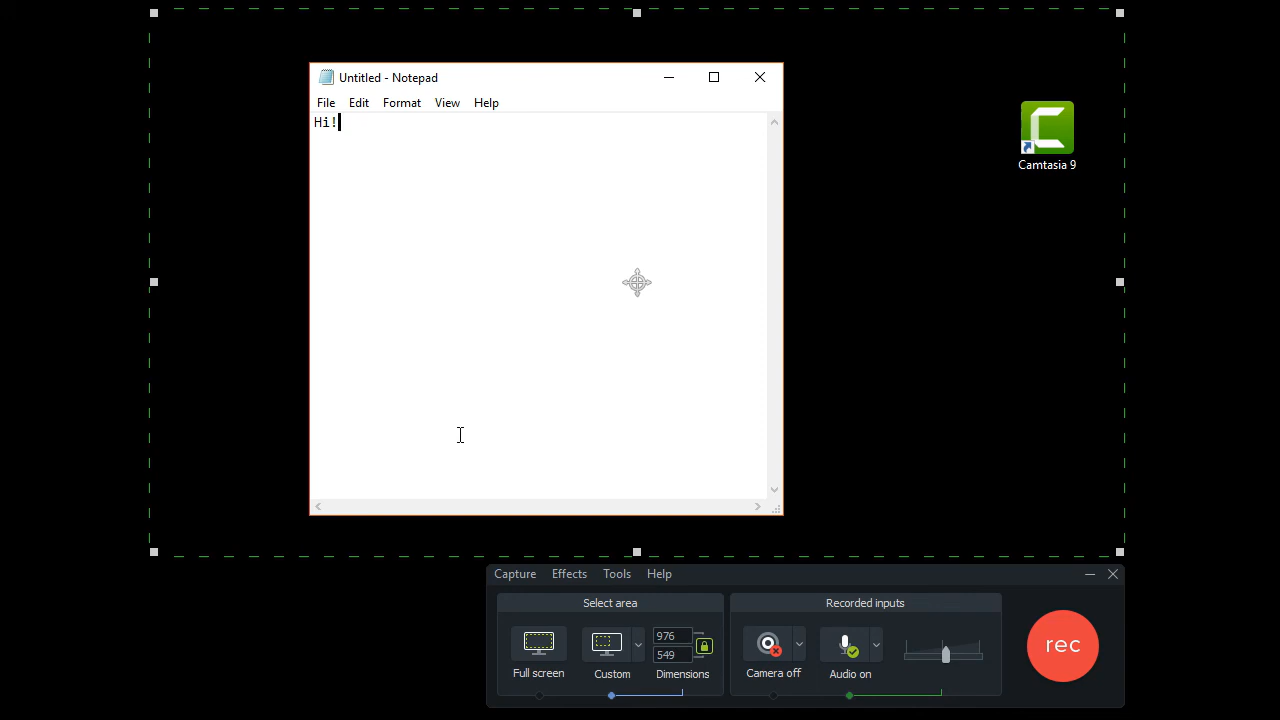 Untitled - Notepad
File Edit Format View Help
Hi!
Camtasia 9
Capture Effects Tools Help
Select area
Recorded inputs
976
549
rec
Full screen
Custom
Dimensions
Camera off
Audio on